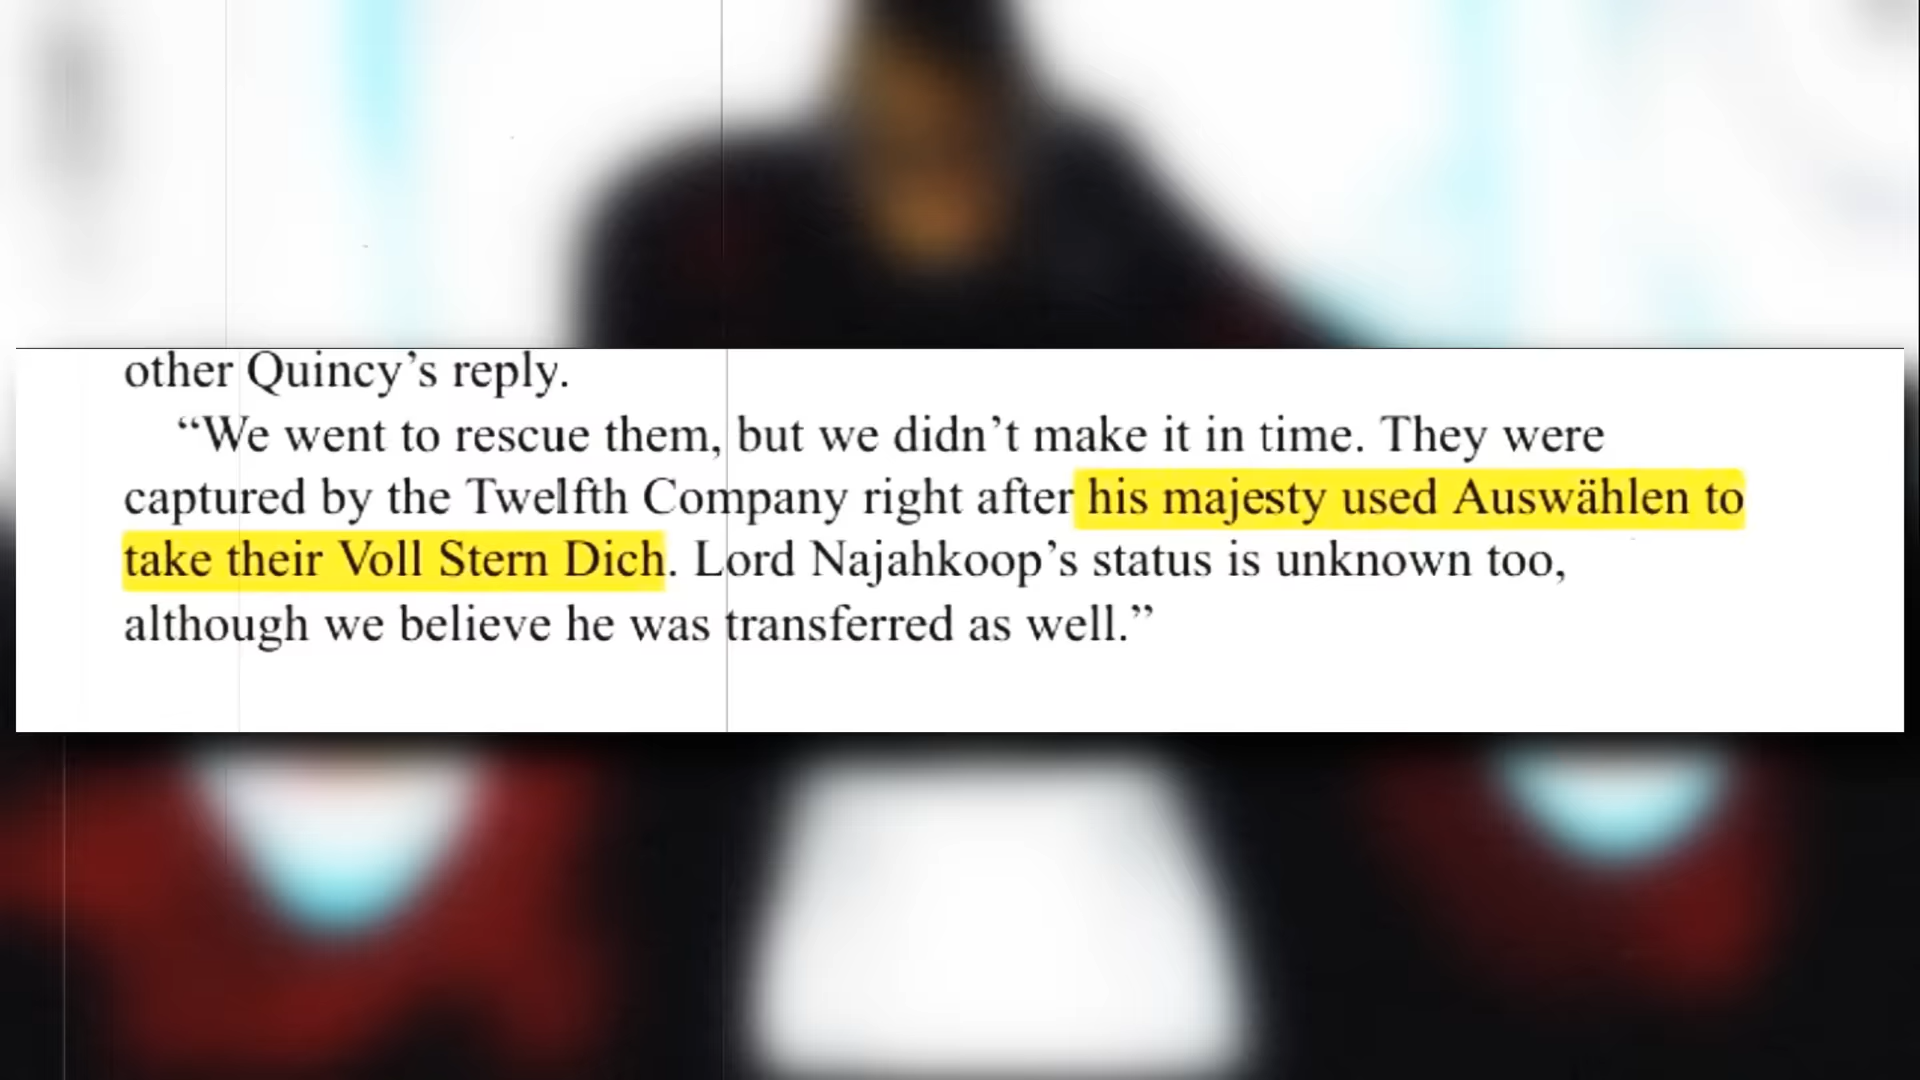 other Quincy’s reply.
“We went to rescue them, but we didn’t make it in time. They were
captured by the Twelfth Company right after his majesty used Auswählen to
take their Voll Stern Dich. Lord Najahkoop’s status is unknown too,
although we believe he was transferred as well.”